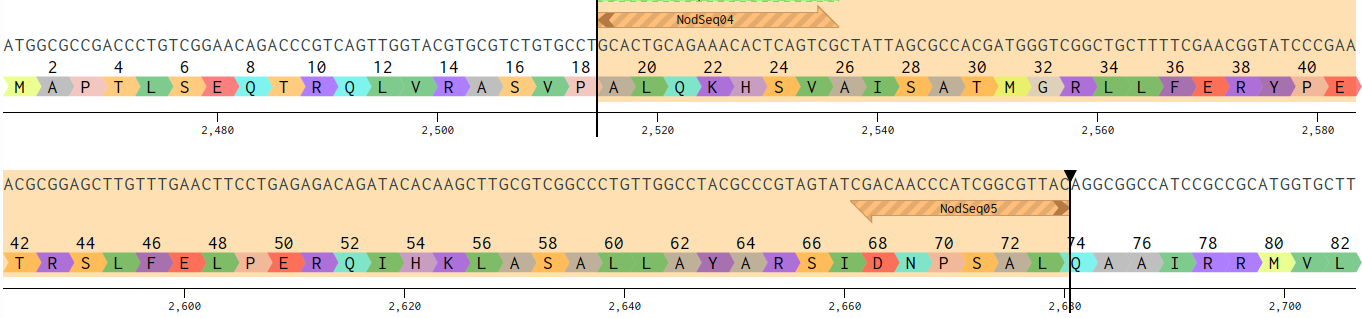 NodSeq04
ATGGCGCCGACCCTGTCGGAACAGACCCGTCAGTTGGTACGTGCGTCTGTGCCTGCACTGCAGAAACACTCAGTCGCTATTAGCGCCACGATGGGTCGGCTGCTTTTCGAACGGTATCCCGAA
2 4 6 8 10 12 14 16 18 20 22 24 26 28 30 32 34 36 38 40
M A P T L S E Q T R Q L V R A S V P A L Q K H S V A I S A T M G R L L F E R Y P E
2,480 2,500 2,520 2,540 2,560 2,580
ACGCGGAGCTTGTTTGAACTTCCTGAGAGACAGATACACAAGCTTGCGTCGGCCCTGTTGGCCTACGCCCGTAGTATCGACAACCCATCGGCGTTACAGGCGGCCATCCGCCGCATGGTGCTT
NodSeq05
42 44 46 48 50 52 54 56 58 60 62 64 66 68 70 72 74 76 78 80 82
T R S L F E L P E R Q I H K L A S A L L A Y A R S I D N P S A L Q A A I R R M V L
2,600 2,620 2,640 2,660 2,680 2,700